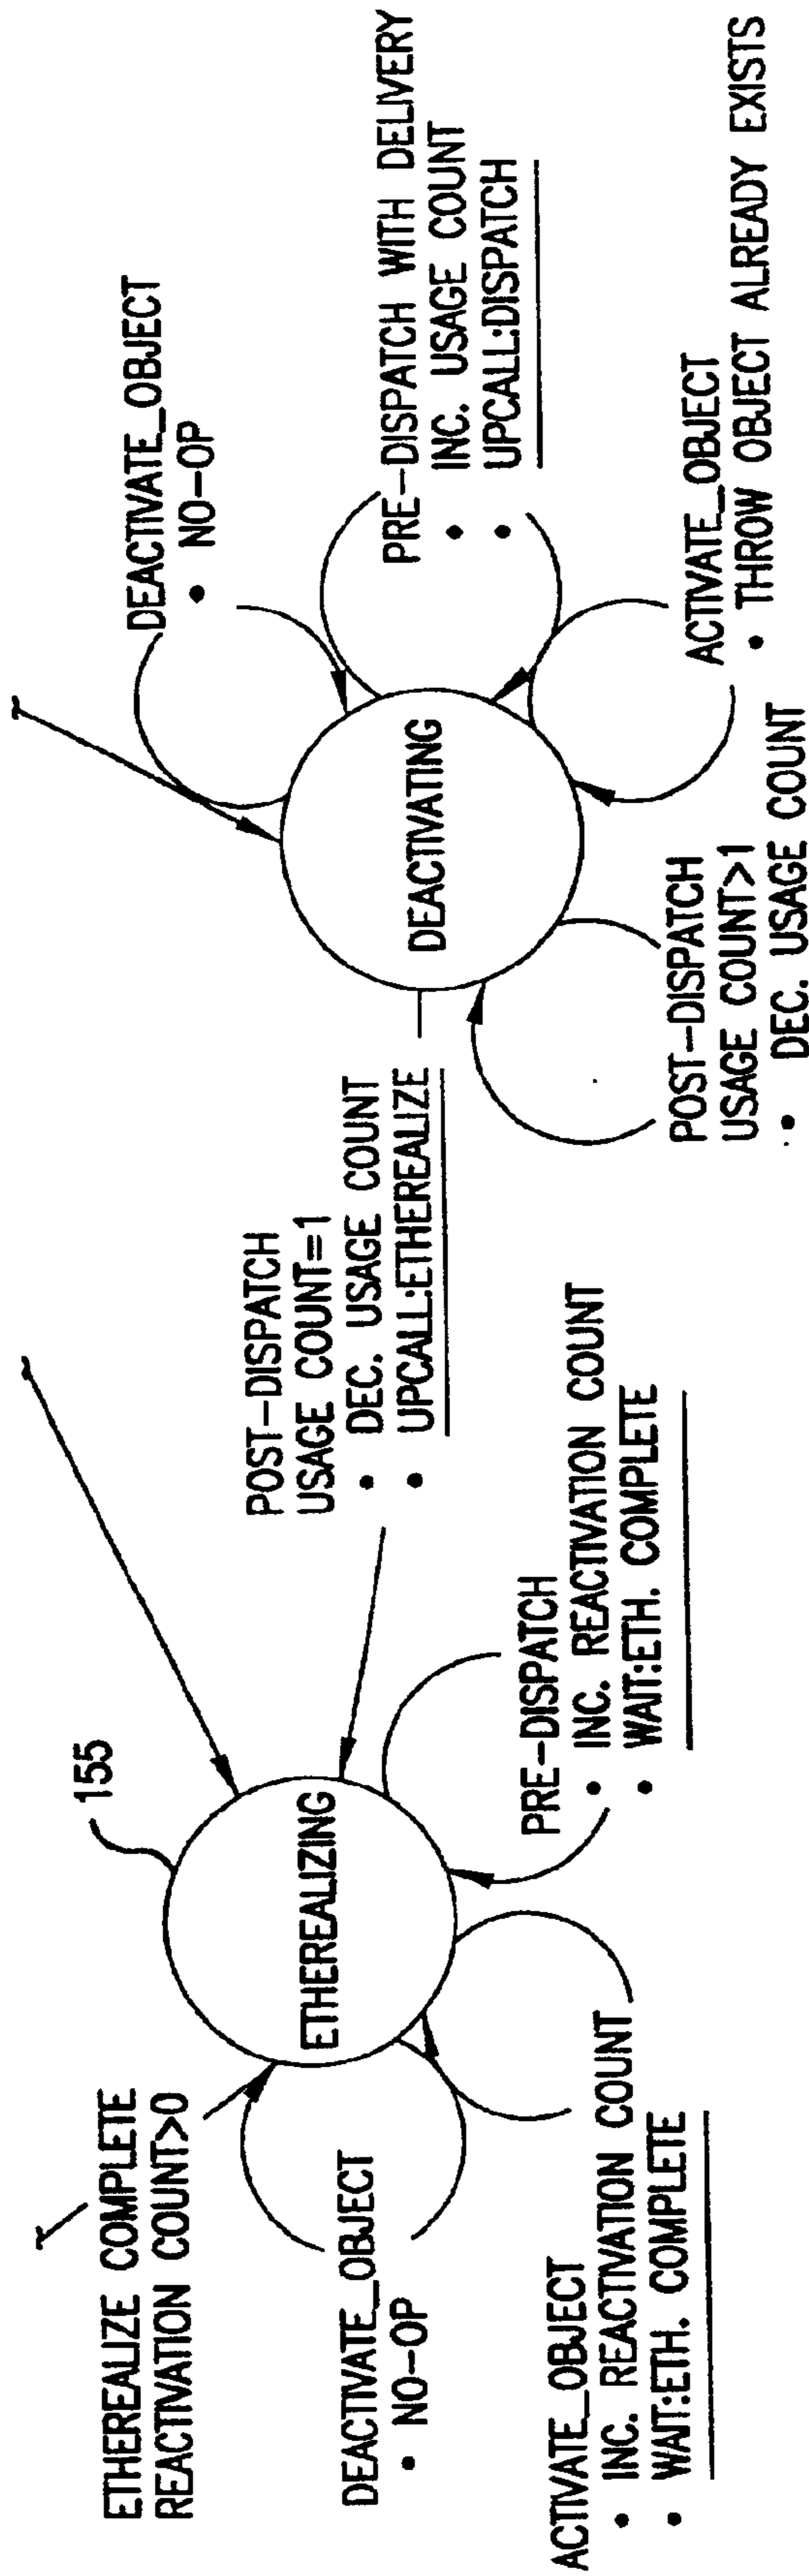 ETHEREALIZE COMPLETE
REACTIVATION COUNT>0
155
ETHEREALIZING
DEACTIVATE_OBJECT
• NO-OP
ACTIVATE_OBJECT
• INC. REACTIVATION COUNT
• WAIT:ETH. COMPLETE
PRE-DISPATCH
• INC. REACTIVATION COUNT
• WAIT:ETH. COMPLETE
POST-DISPATCH
USAGE COUNT=1
• DEC. USAGE COUNT
• UPCALL:ETHEREALIZE
DEACTIVATING
DEACTIVATE_OBJECT
• NO-OP
PRE-DISPATCH WITH DELIVERY
• INC. USAGE COUNT
• UPCALL:DISPATCH
ACTIVATE_OBJECT
• THROW OBJECT ALREADY EXISTS
POST-DISPATCH
USAGE COUNT>1
• DEC. USAGE COUNT